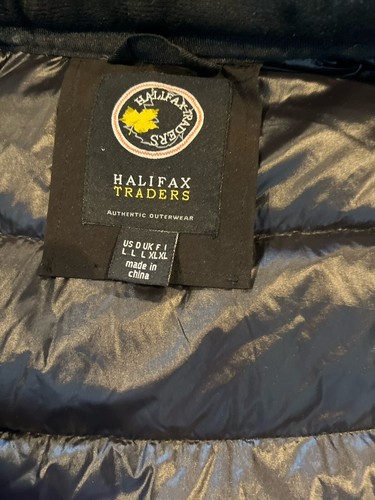 HALIFAX TRADERS
HALIFAX
TRADERS
AUTHENTIC OUTERWEAR
US D UK F I
L L L XL XL
made in
china